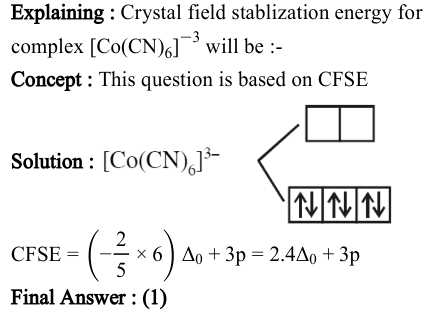 Explaining : Crystal field stablization energy for
complex [Co(CN)₆]⁻³ will be :-
Concept : This question is based on CFSE
Solution : [Co(CN)₆]³⁻
CFSE = (-2/5 × 6) Δ₀ + 3p = 2.4Δ₀ + 3p
Final Answer : (1)